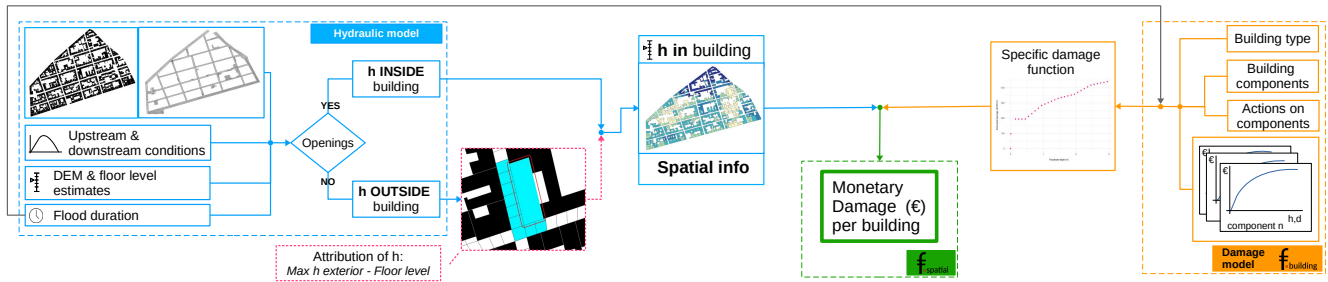 Hydraulic model
Upstream &
downstream conditions
DEM & floor level
estimates
Flood duration
Openings
YES
NO
h INSIDE
building
h OUTSIDE
building
Attribution of h:
Max h exterior - Floor level
h in building
Spatial info
Monetary
Damage (€)
per building
f spatial
Specific damage
function
Building type
Building
components
Actions on
components
€
€
€
h,d
component n
Damage
model
f building